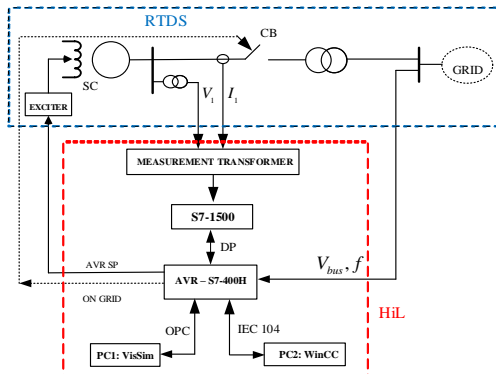 RTDS
CB
SC
GRID
EXCITER
V₁
I₁
MEASUREMENT TRANSFORMER
S7-1500
DP
AVR SP
AVR – S7-400H
V_bus, f
ON GRID
HiL
OPC
IEC 104
PC1: VisSim
PC2: WinCC